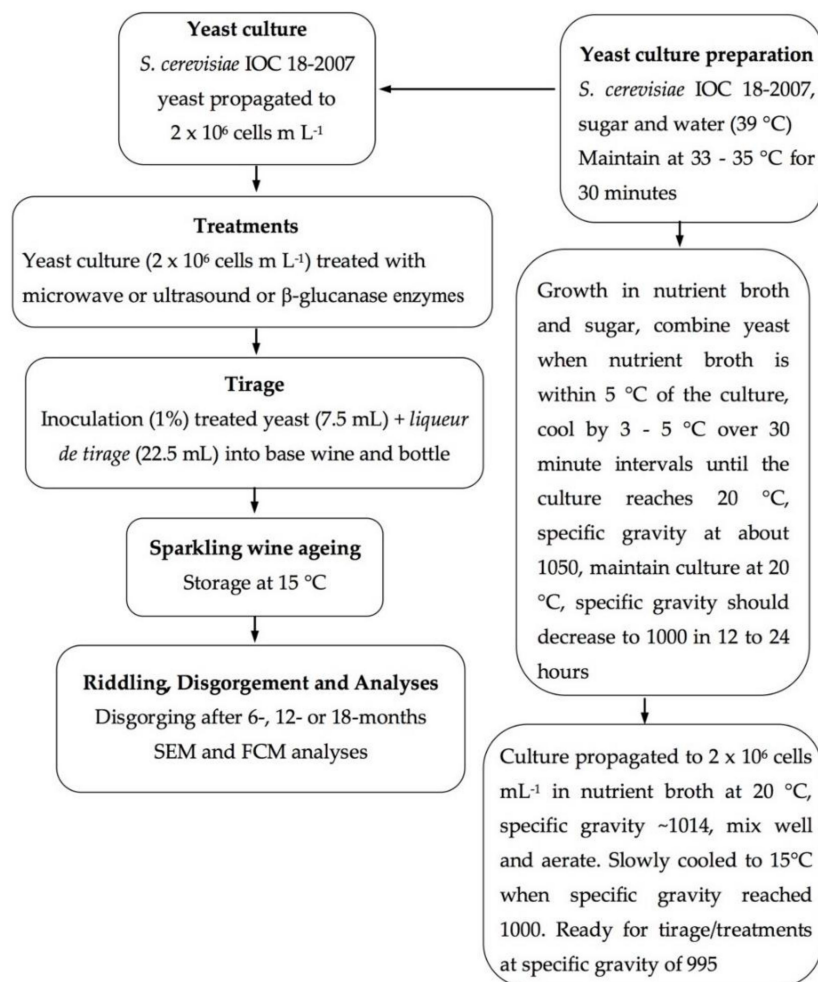 Yeast culture
S. cerevisiae IOC 18-2007
yeast propagated to
2 x 10⁶ cells m L⁻¹
Treatments
Yeast culture (2 x 10⁶ cells m L⁻¹) treated with
microwave or ultrasound or β-glucanase enzymes
Tirage
Inoculation (1%) treated yeast (7.5 mL) + liqueur
de tirage (22.5 mL) into base wine and bottle
Sparkling wine ageing
Storage at 15 °C
Riddling, Disgorgement and Analyses
Disgorging after 6-, 12- or 18-months
SEM and FCM analyses
Yeast culture preparation
S. cerevisiae IOC 18-2007,
sugar and water (39 °C)
Maintain at 33 - 35 °C for
30 minutes
Growth in nutrient broth
and sugar, combine yeast
when nutrient broth is
within 5 °C of the culture,
cool by 3 - 5 °C over 30
minute intervals until the
culture reaches 20 °C,
specific gravity at about
1050, maintain culture at 20
°C, specific gravity should
decrease to 1000 in 12 to 24
hours
Culture propagated to 2 x 10⁶ cells
mL⁻¹ in nutrient broth at 20 °C,
specific gravity ~1014, mix well
and aerate. Slowly cooled to 15°C
when specific gravity reached
1000. Ready for tirage/treatments
at specific gravity of 995